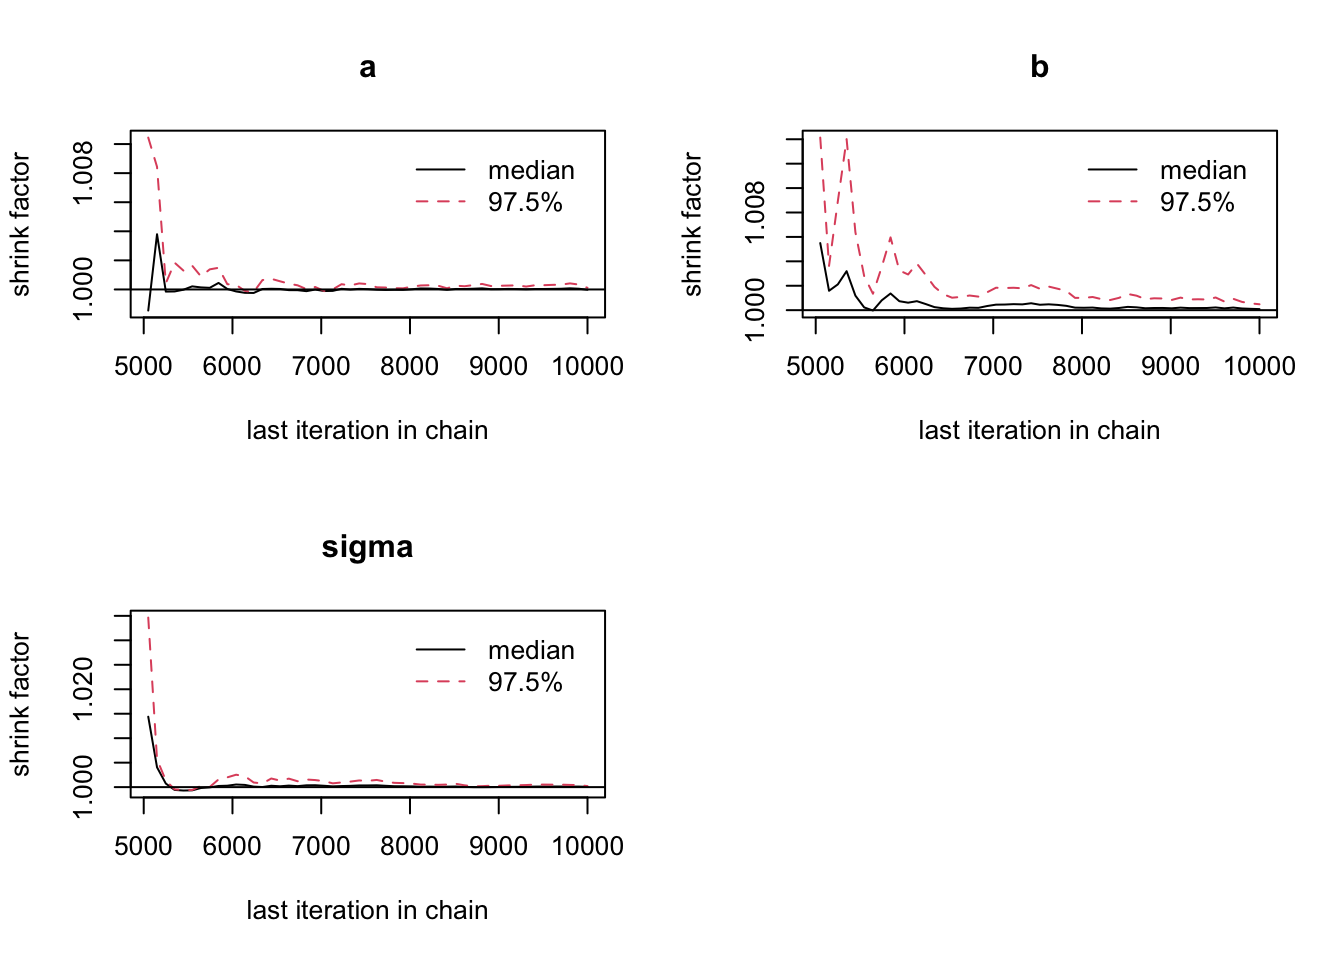 a
shrink factor
1.008
1.000
median
97.5%
5000 6000 7000 8000 9000 10000
last iteration in chain
b
shrink factor
1.008
1.000
median
97.5%
5000 6000 7000 8000 9000 10000
last iteration in chain
sigma
shrink factor
1.020
1.000
median
97.5%
5000 6000 7000 8000 9000 10000
last iteration in chain